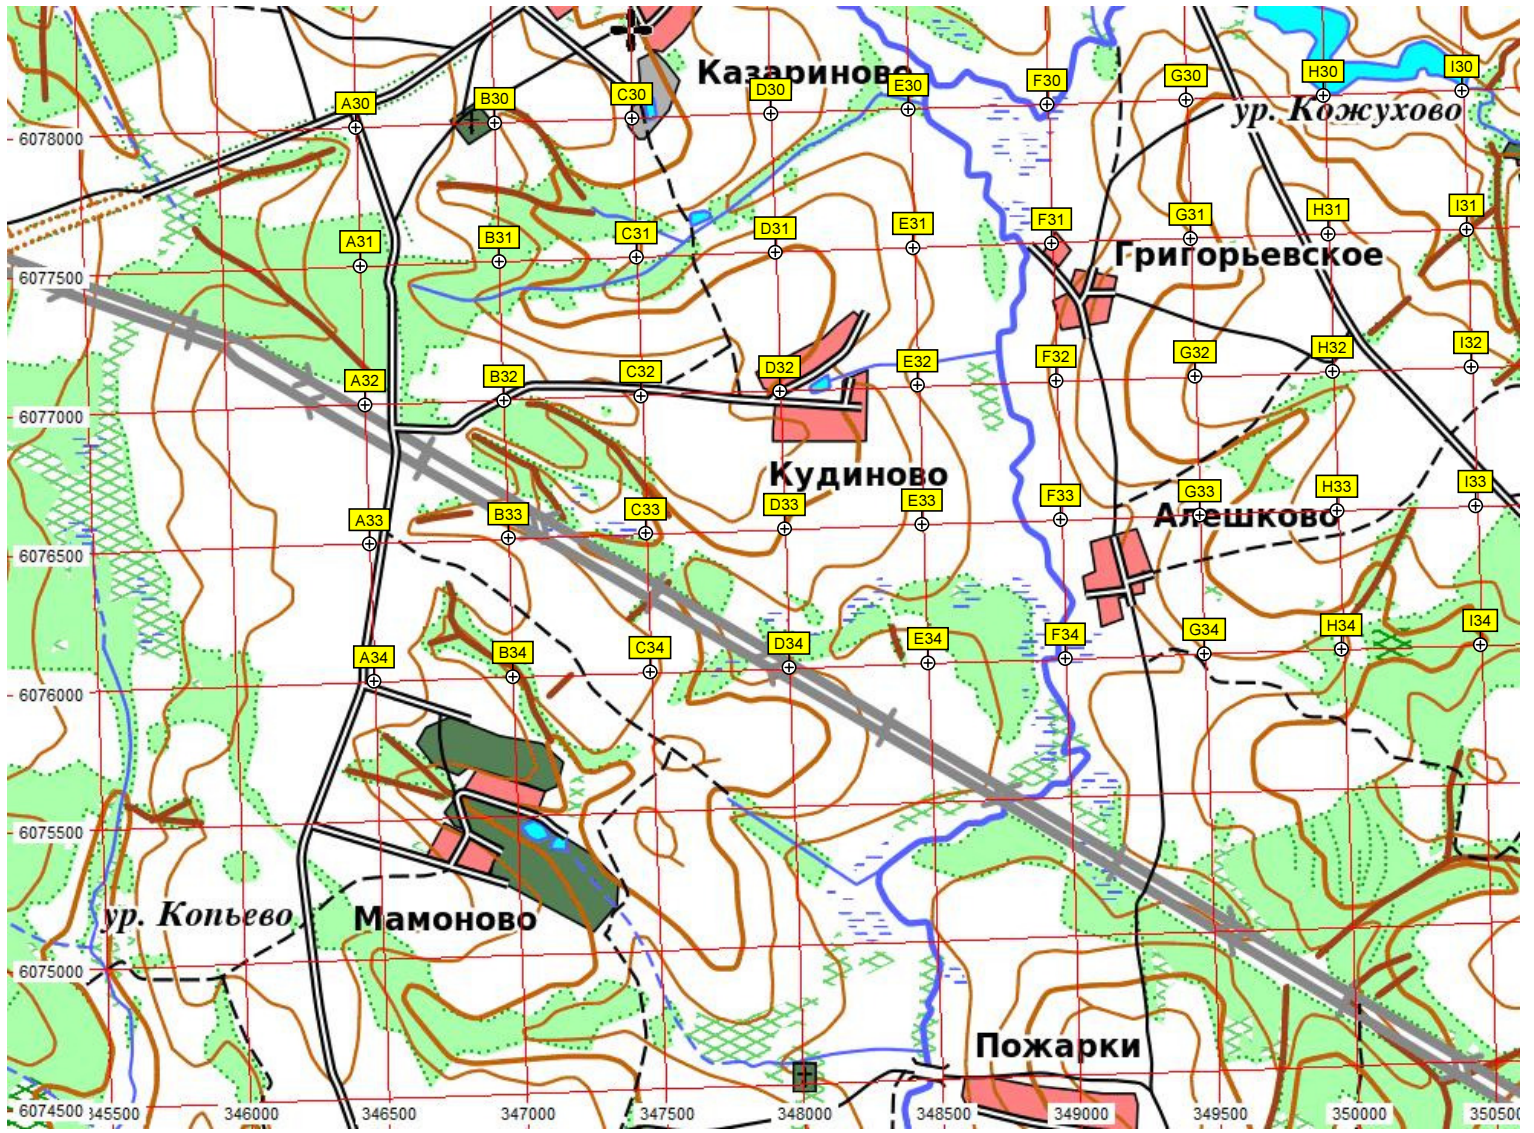 Казариново
A30 B30 C30 D30 E30 F30 G30 H30 I30
ур. Кожухово
6078000
A31 B31 C31 D31 E31 F31 G31 H31 I31
Григорьевское
6077500
A32 B32 C32 D32 E32 F32 G32 H32 I32
6077000
Кудиново
A33 B33 C33 D33 E33 F33 G33 H33 I33
Алешково
6076500
A34 B34 C34 D34 E34 F34 G34 H34 I34
6076000
6075500
ур. Копьево
Мамоново
6075000
Пожарки
6074500
345500 346000 346500 347000 347500 348000 348500 349000 349500 350000 350500